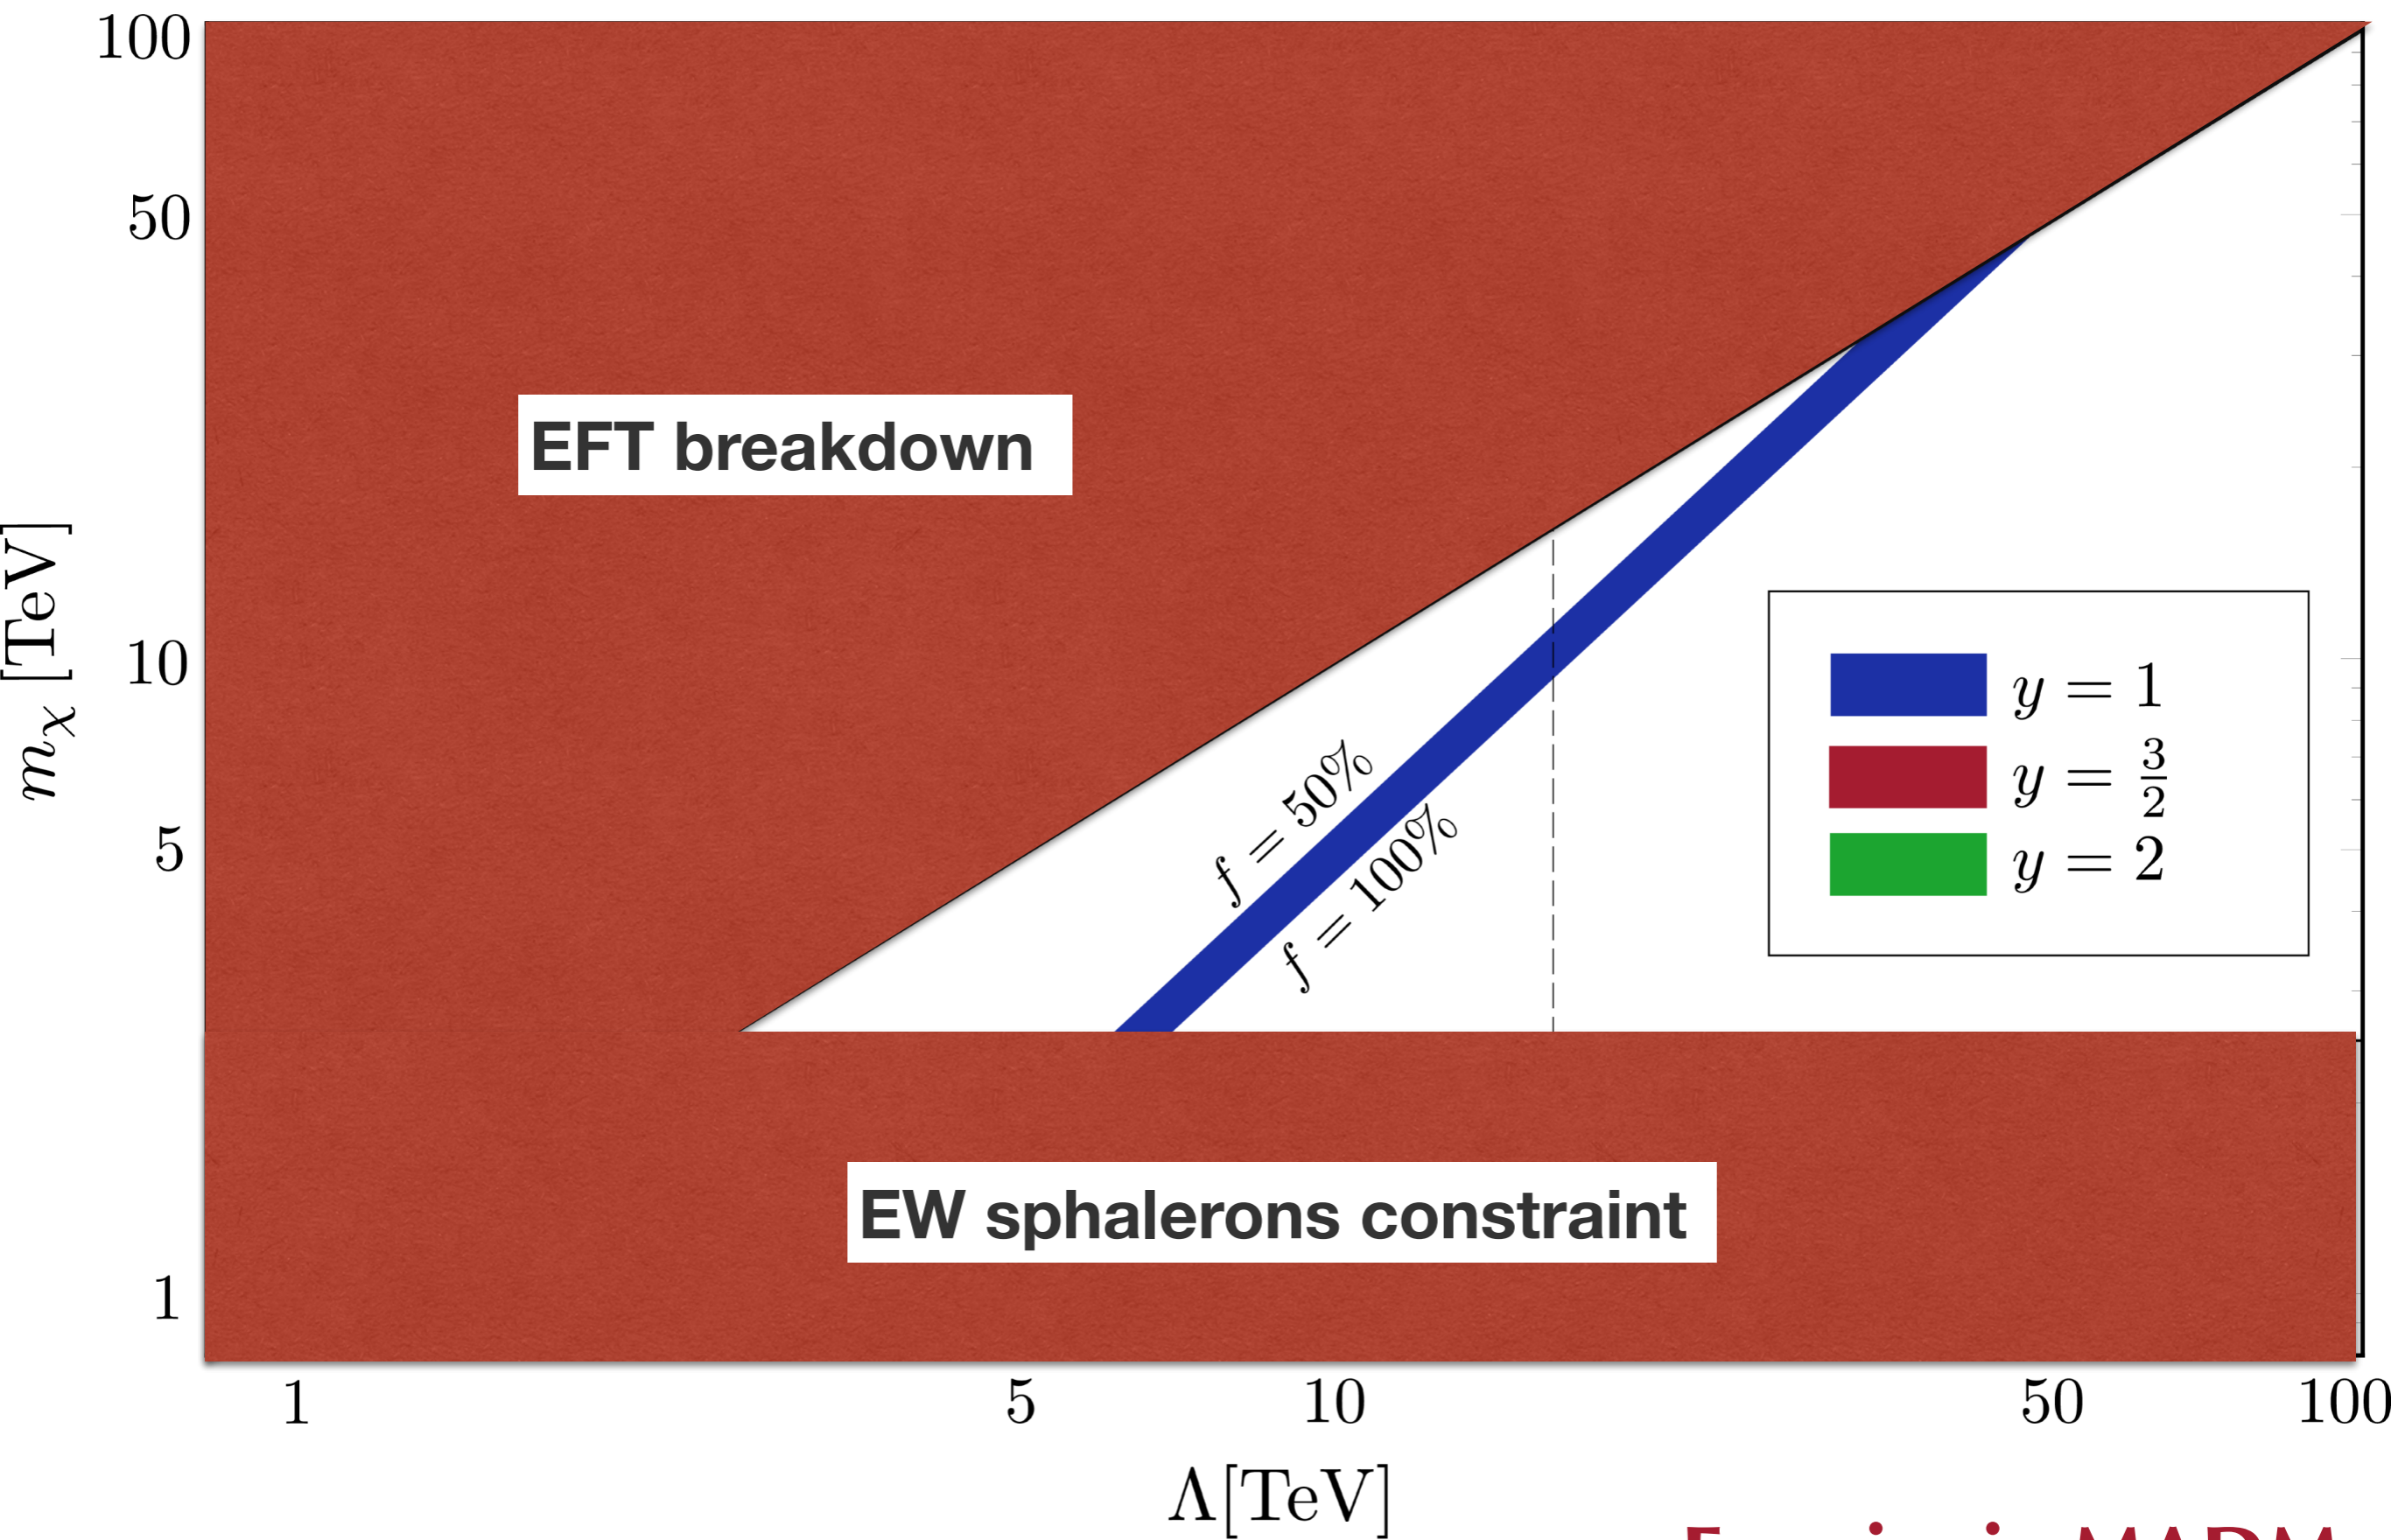 100
50
10
5
1
m_χ [TeV]
EFT breakdown
f = 50%
f = 100%
y = 1
y = 3/2
y = 2
EW sphalerons constraint
1
5
10
50
100
Λ[TeV]